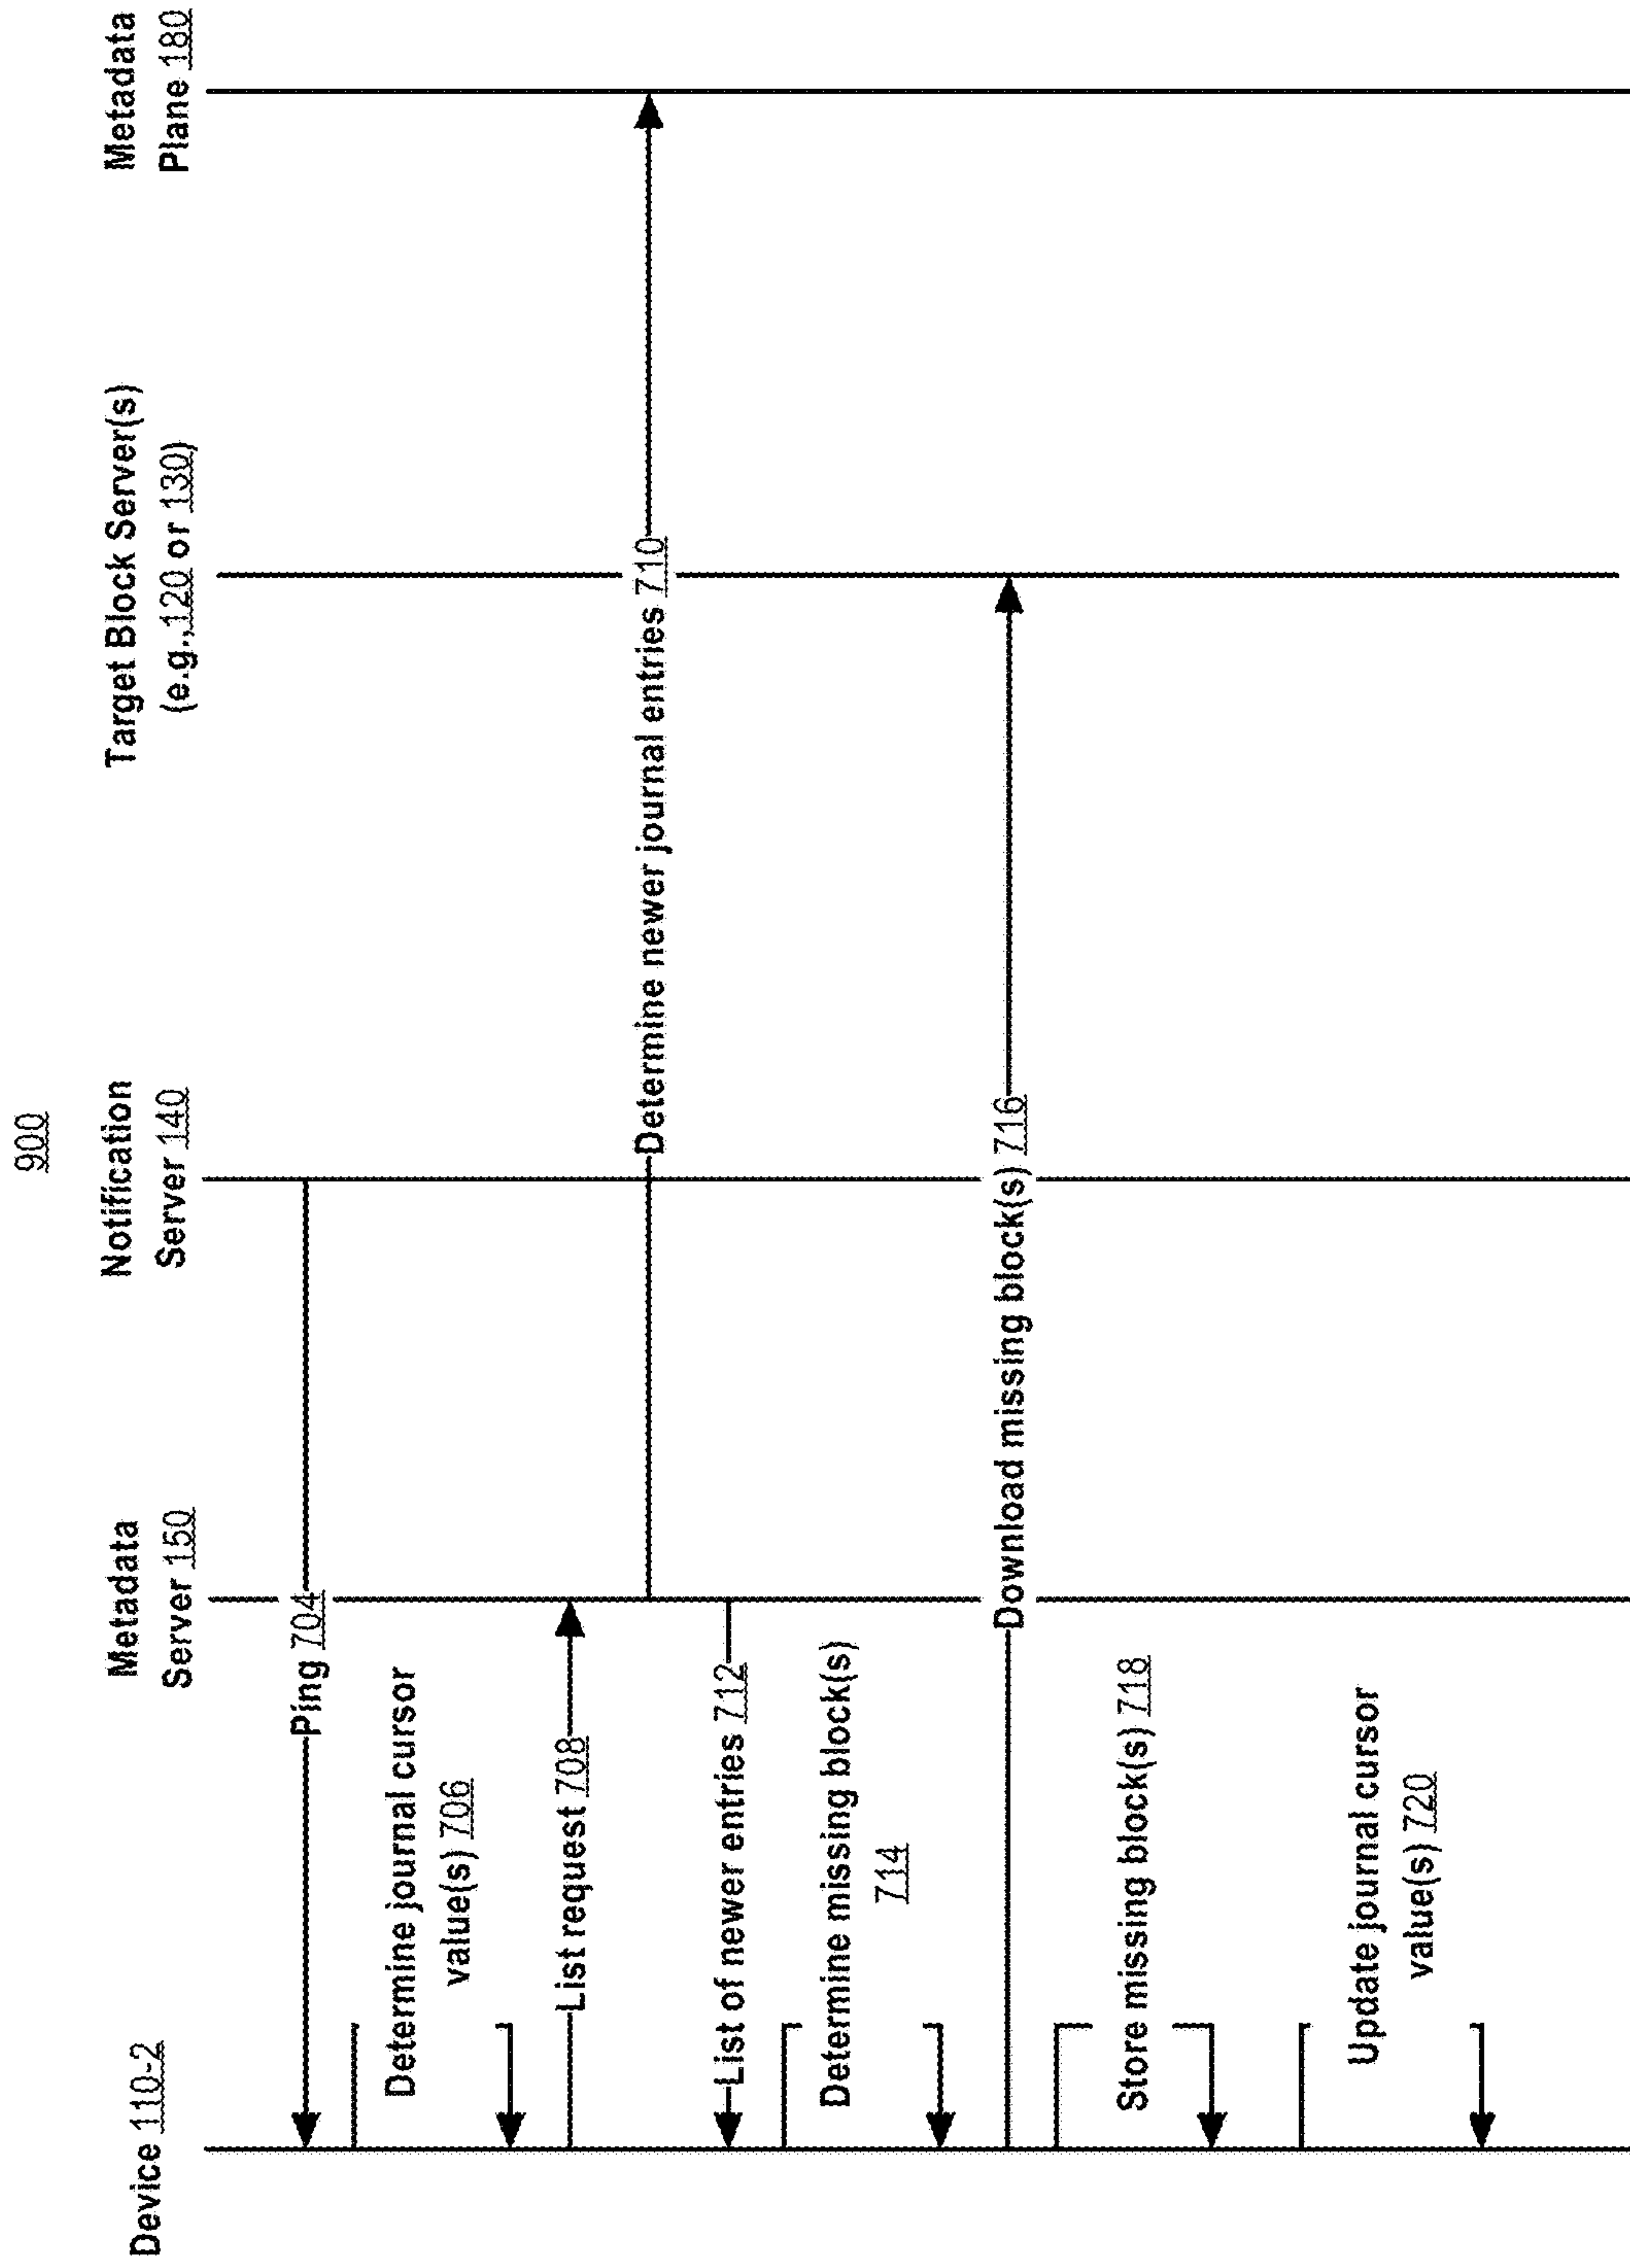 900
Device 110-2
Metadata
Server 150
Notification
Server 140
Target Block Server(s)
(e.g., 120 or 130)
Metadata
Plane 180
Ping 704
Determine journal cursor
value(s) 706
List request 708
Determine newer journal entries 710
List of newer entries 712
Determine missing block(s)
714
Download missing block(s) 716
Store missing block(s) 718
Update journal cursor
value(s) 720